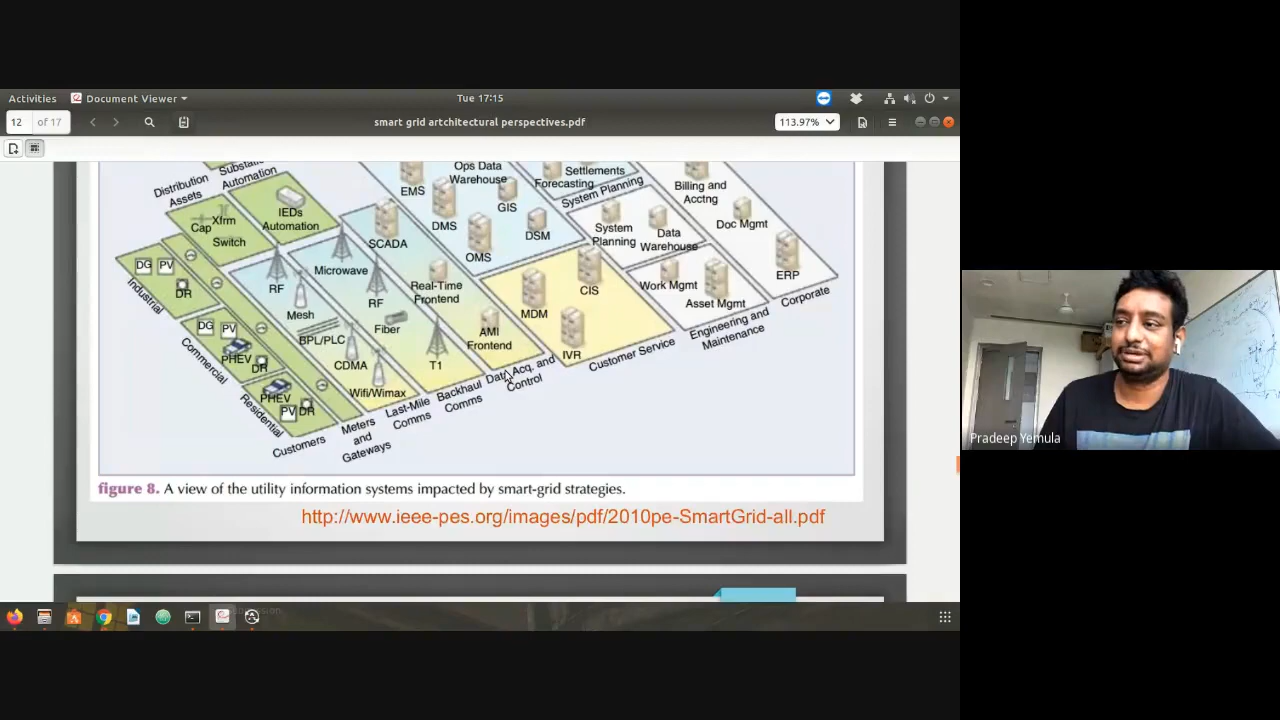 Activities
Document Viewer
Tue 17:15
12
of 17
smart grid artchitectural perspectives.pdf
113.97%
Distribution
Assets
Automation
Cap
Xfrm
Switch
IEDs
Automation
EMS
Ops Data
Warehouse
GIS
DMS
OMS
DSM
Settlements
Forecasting
System Planning
System
Planning
Data
Warehouse
Billing and
Acctng
Doc Mgmt
ERP
SCADA
Microwave
RF
Mesh
RF
Real-Time
Frontend
Fiber
BPL/PLC
CDMA
Wifi/Wimax
T1
AMI
Frontend
MDM
CIS
IVR
Work Mgmt
Asset Mgmt
DG
PV
DR
Industrial
DG
PV
PHEV
DR
Commercial
PHEV
PV
DR
Residential
Customers
Meters
and
Gateways
Last-Mile
Comms
Backhaul
Comms
Data Acq. and
Control
Customer Service
Engineering and
Maintenance
Corporate
figure 8. A view of the utility information systems impacted by smart-grid strategies.
http://www.ieee-pes.org/images/pdf/2010pe-SmartGrid-all.pdf
Pradeep Yemula